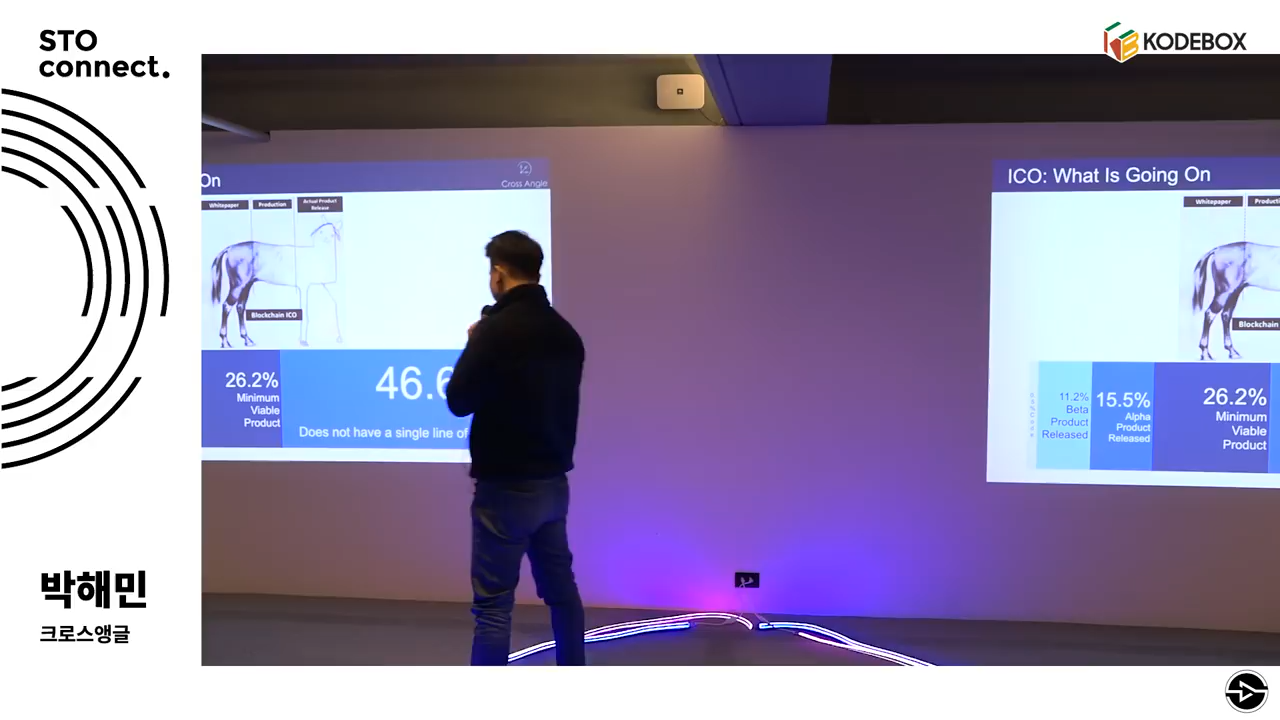 STO
connect.
KODEBOX
On
Cross Angle
Whitepaper
Production
Actual Product
Release
Blockchain ICO
26.2%
Minimum
Viable
Product
46.6
Does not have a single line of
ICO: What Is Going On
Whitepaper
Producti
Blockchain
11.2%
Beta
Product
Released
15.5%
Alpha
Product
Released
26.2%
Minimum
Viable
Product
박해민
크로스앵글